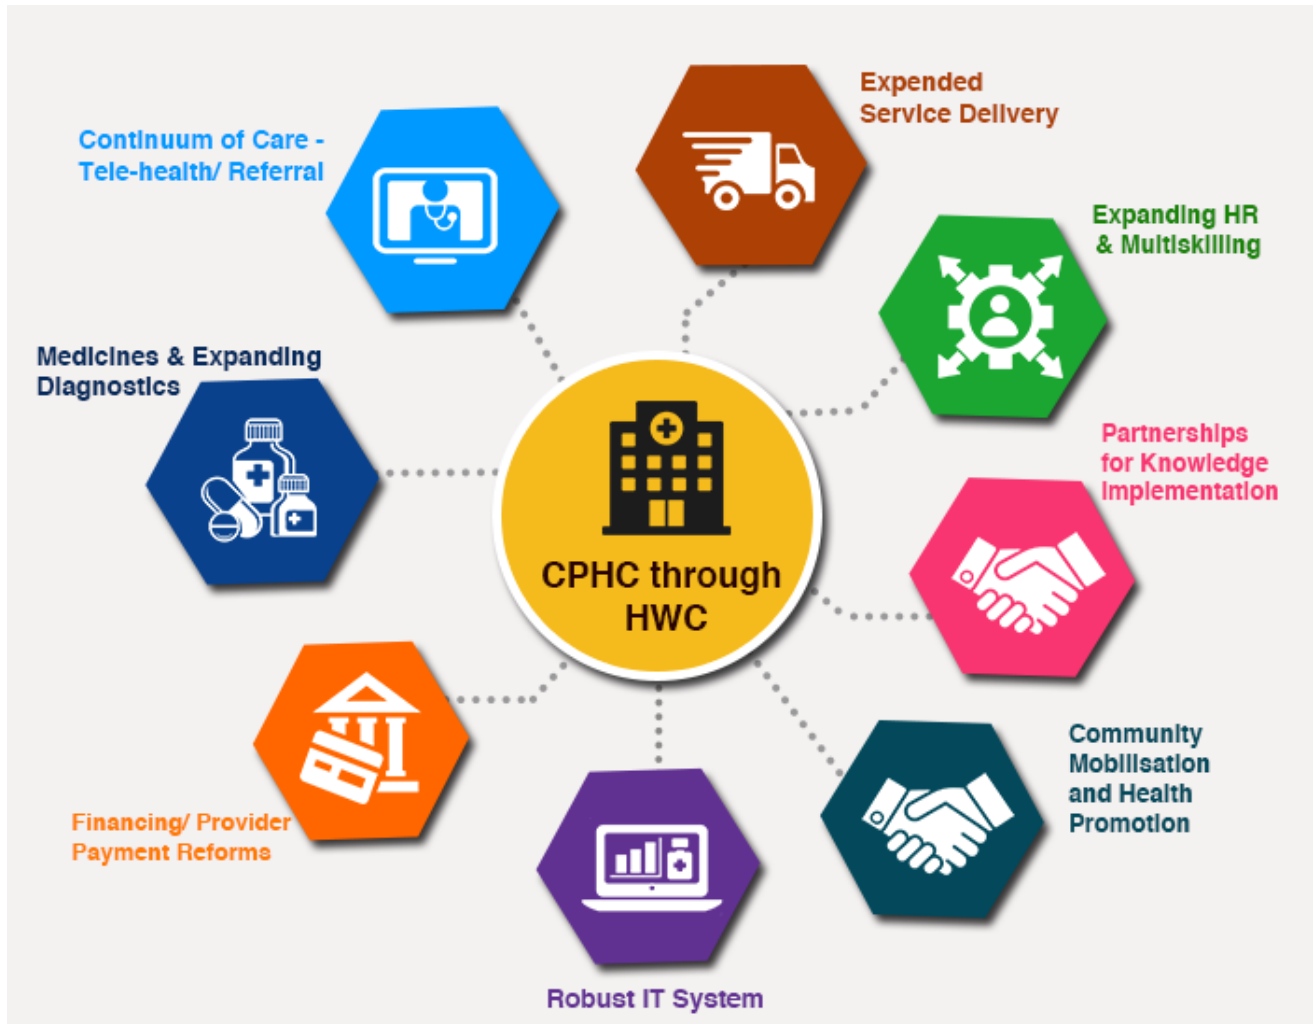 Expended
Service Delivery
Continuum of Care -
Tele-health/ Referral
Expanding HR
& Multiskilling
Medicines & Expanding
Diagnostics
Partnerships
for Knowledge
Implementation
CPHC through
HWC
Community
Mobilisation
and Health
Promotion
Financing/ Provider
Payment Reforms
Robust IT System